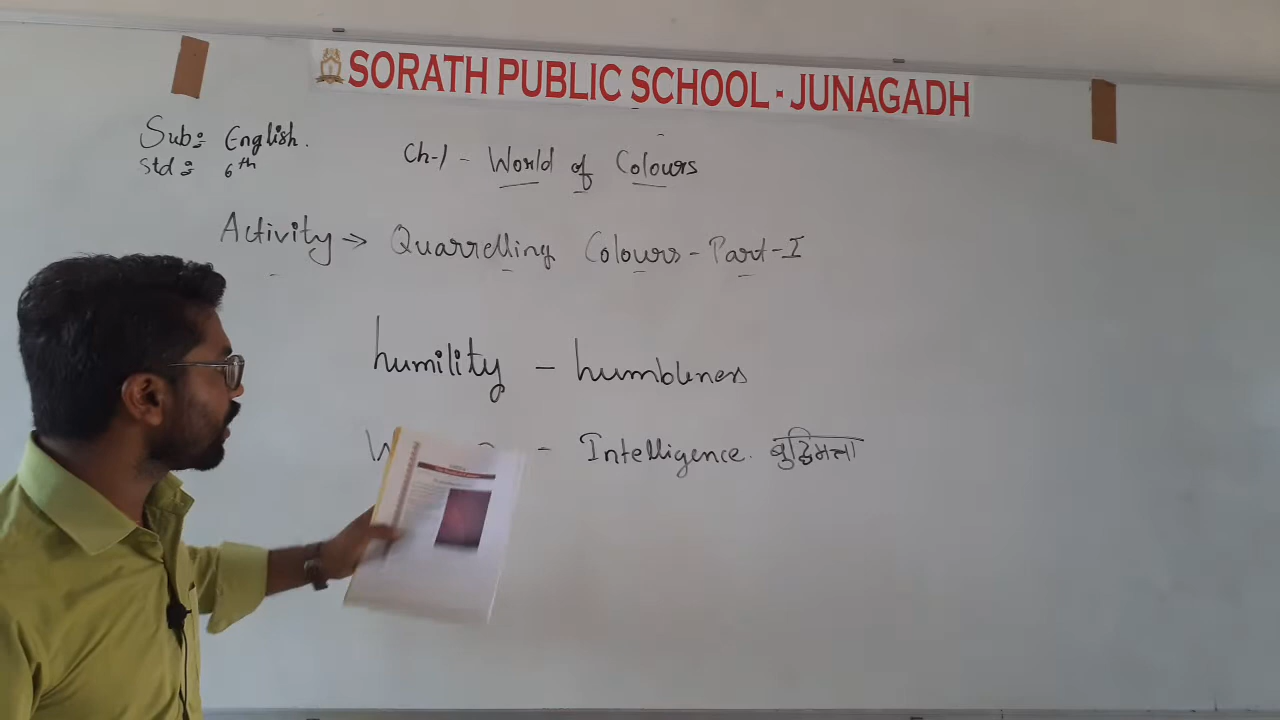 SORATH PUBLIC SCHOOL - JUNAGADH
Sub: English.
Std: 6th
Ch-1 - World of Colours
Activity → Quarrelling Colours - Part-I
humility - humbleness
- Intelligence. बुद्धिमत्ता